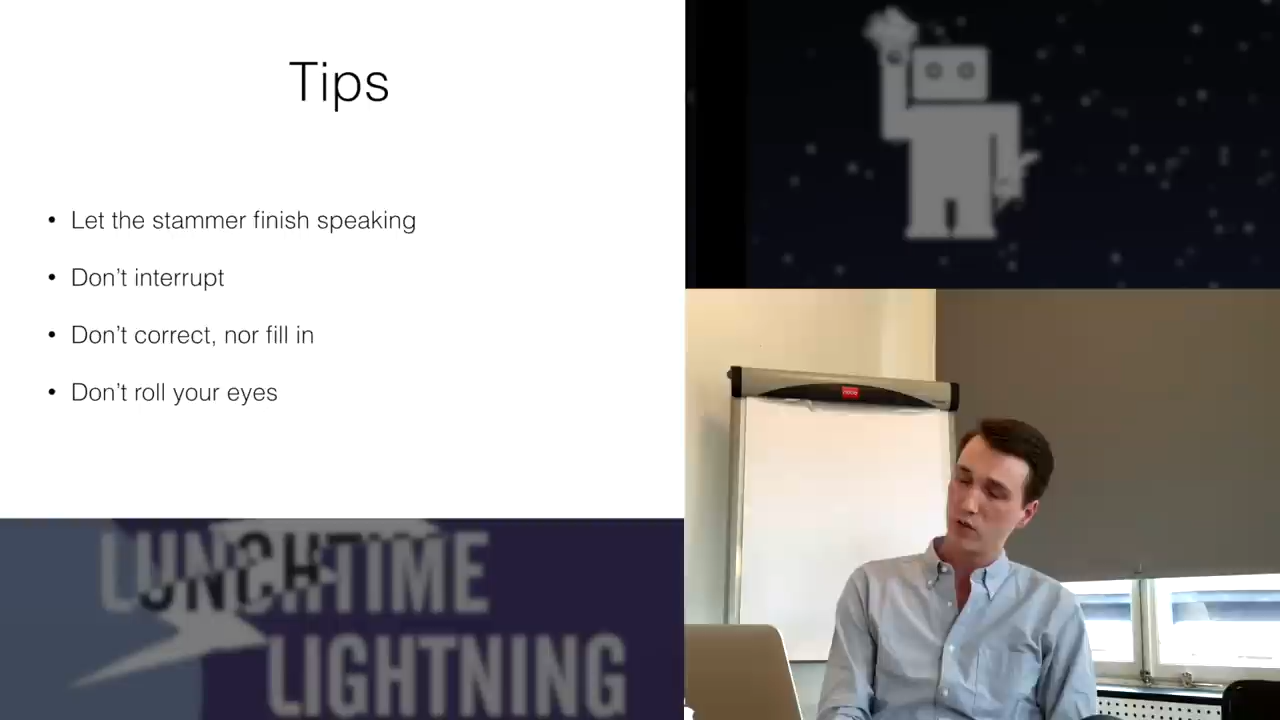 Tips
• Let the stammer finish speaking
• Don’t interrupt
• Don’t correct, nor fill in
• Don’t roll your eyes
LUNCHTIME
LIGHTNING